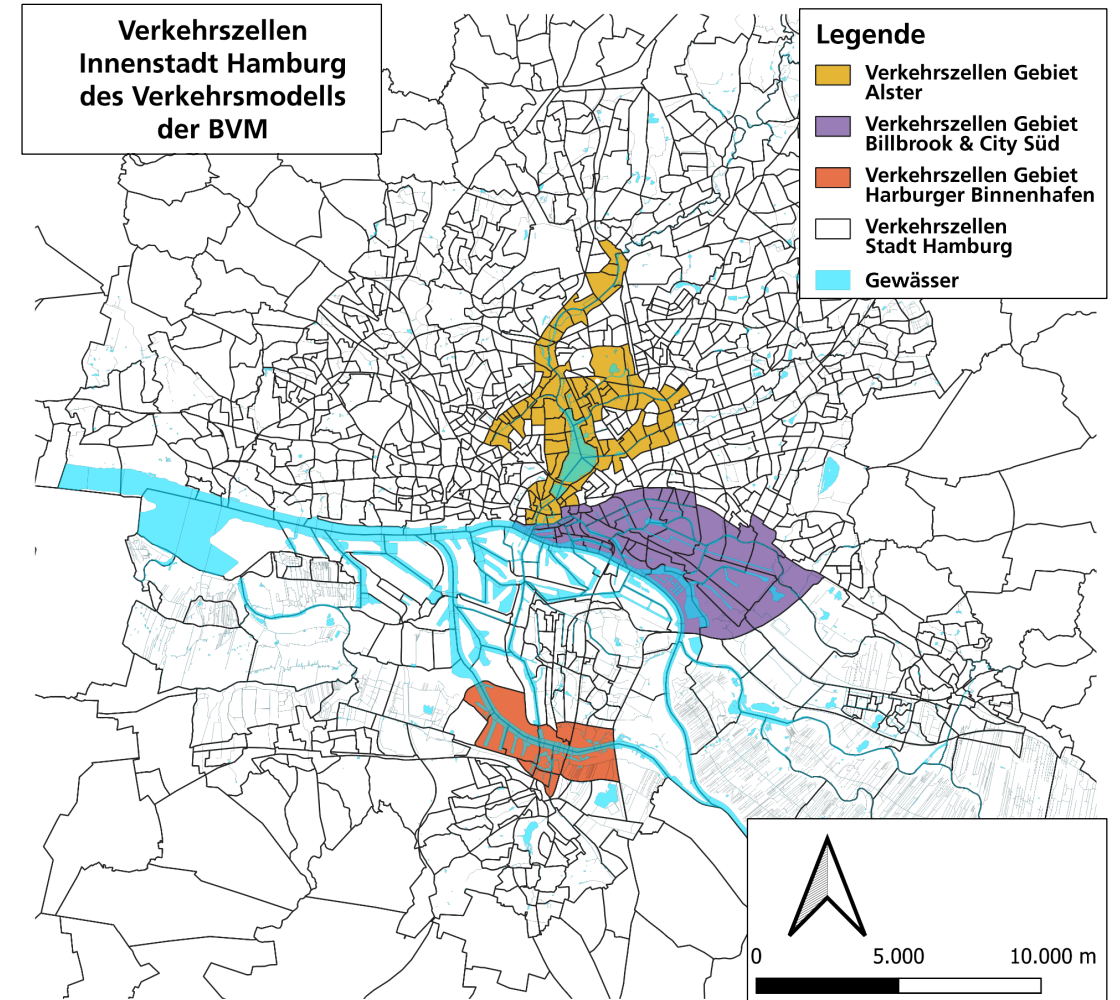 Verkehrszellen
Innenstadt Hamburg
des Verkehrsmodells
der BVM
Legende
Verkehrszellen Gebiet
Alster
Verkehrszellen Gebiet
Billbrook & City Süd
Verkehrszellen Gebiet
Harburger Binnenhafen
Verkehrszellen
Stadt Hamburg
Gewässer
0 5.000 10.000 m